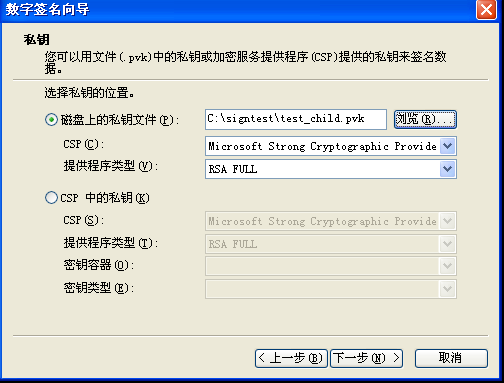 数字签名向导
私钥
您可以用文件(.pvk)中的私钥或加密服务提供程序(CSP)提供的私钥来签名数
据。
选择私钥的位置。
磁盘上的私钥文件(P): C:\signtest\test_child.pvk 浏览(R)...
CSP(C): Microsoft Strong Cryptographic Provide
提供程序类型(V): RSA FULL
CSP 中的私钥(K)
CSP(S): Microsoft Strong Cryptographic Provide
提供程序类型(T): RSA FULL
密钥容器(O):
密钥类型(E):
< 上一步(B) 下一步(N) > 取消